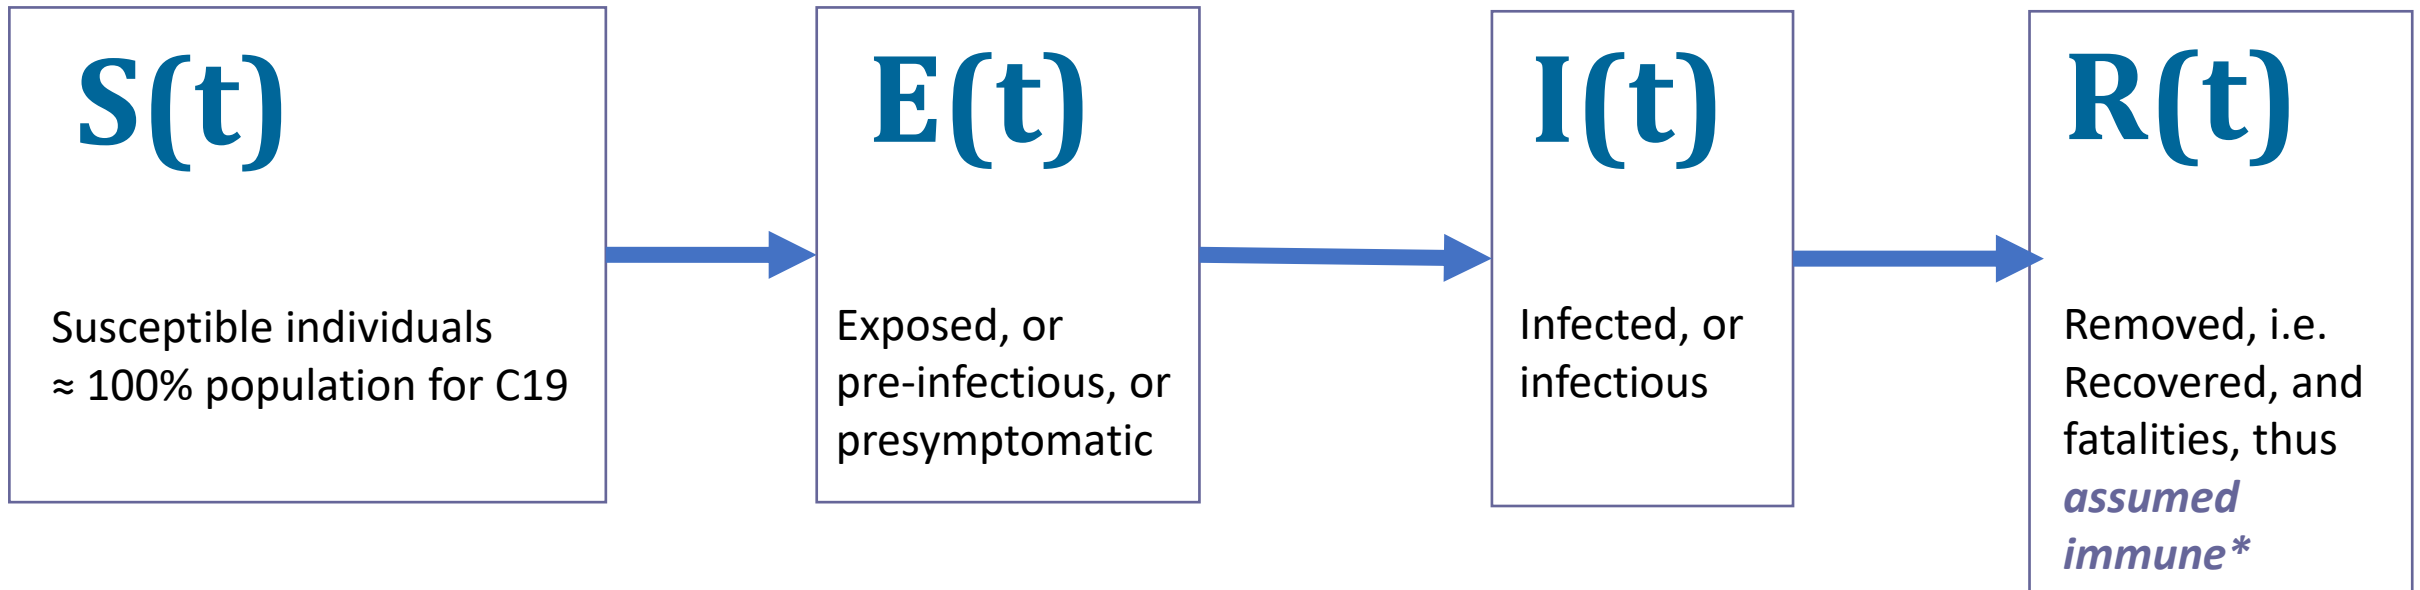 S(t)
Susceptible individuals
≈ 100% population for C19
E(t)
Exposed, or
pre-infectious, or
presymptomatic
I(t)
Infected, or
infectious
R(t)
Removed, i.e.
Recovered, and
fatalities, thus
assumed
immune*